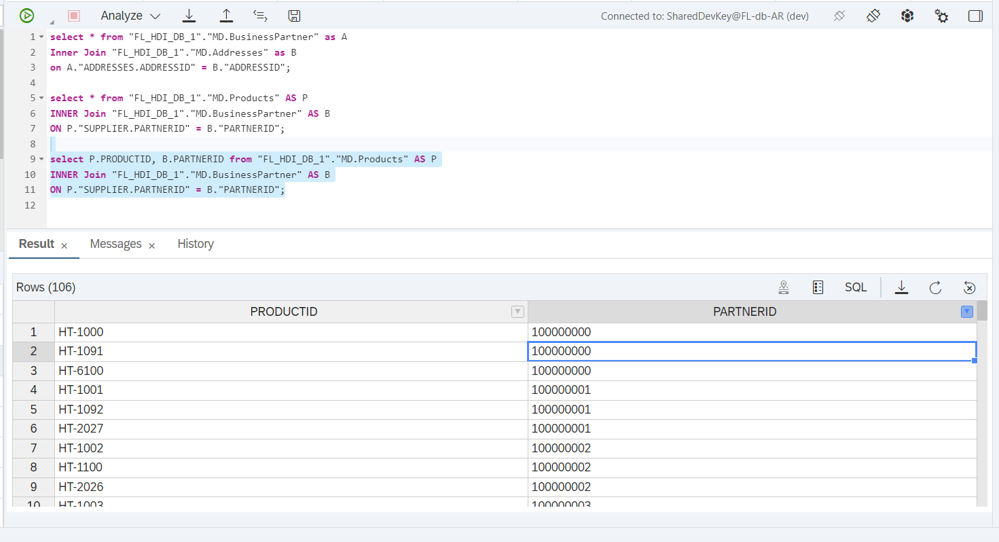 Analyze
Connected to: SharedDevKey@FL-db-AR (dev)
1 select * from "FL_HDI_DB_1"."MD.BusinessPartner" as A
2 Inner Join "FL_HDI_DB_1"."MD.Addresses" as B
3 on A."ADDRESSES.ADDRESSID" = B."ADDRESSID";
4
5 select * from "FL_HDI_DB_1"."MD.Products" AS P
6 INNER Join "FL_HDI_DB_1"."MD.BusinessPartner" AS B
7 ON P."SUPPLIER.PARTNERID" = B."PARTNERID";
8
9 select P.PRODUCTID, B.PARTNERID from "FL_HDI_DB_1"."MD.Products" AS P
10 INNER Join "FL_HDI_DB_1"."MD.BusinessPartner" AS B
11 ON P."SUPPLIER.PARTNERID" = B."PARTNERID";
12
Result × Messages × History
Rows (106) SQL
PRODUCTID PARTNERID
1 HT-1000 100000000
2 HT-1091 100000000
3 HT-6100 100000000
4 HT-1001 100000001
5 HT-1092 100000001
6 HT-2027 100000001
7 HT-1002 100000002
8 HT-1100 100000002
9 HT-2026 100000002
10 HT-1003 100000003